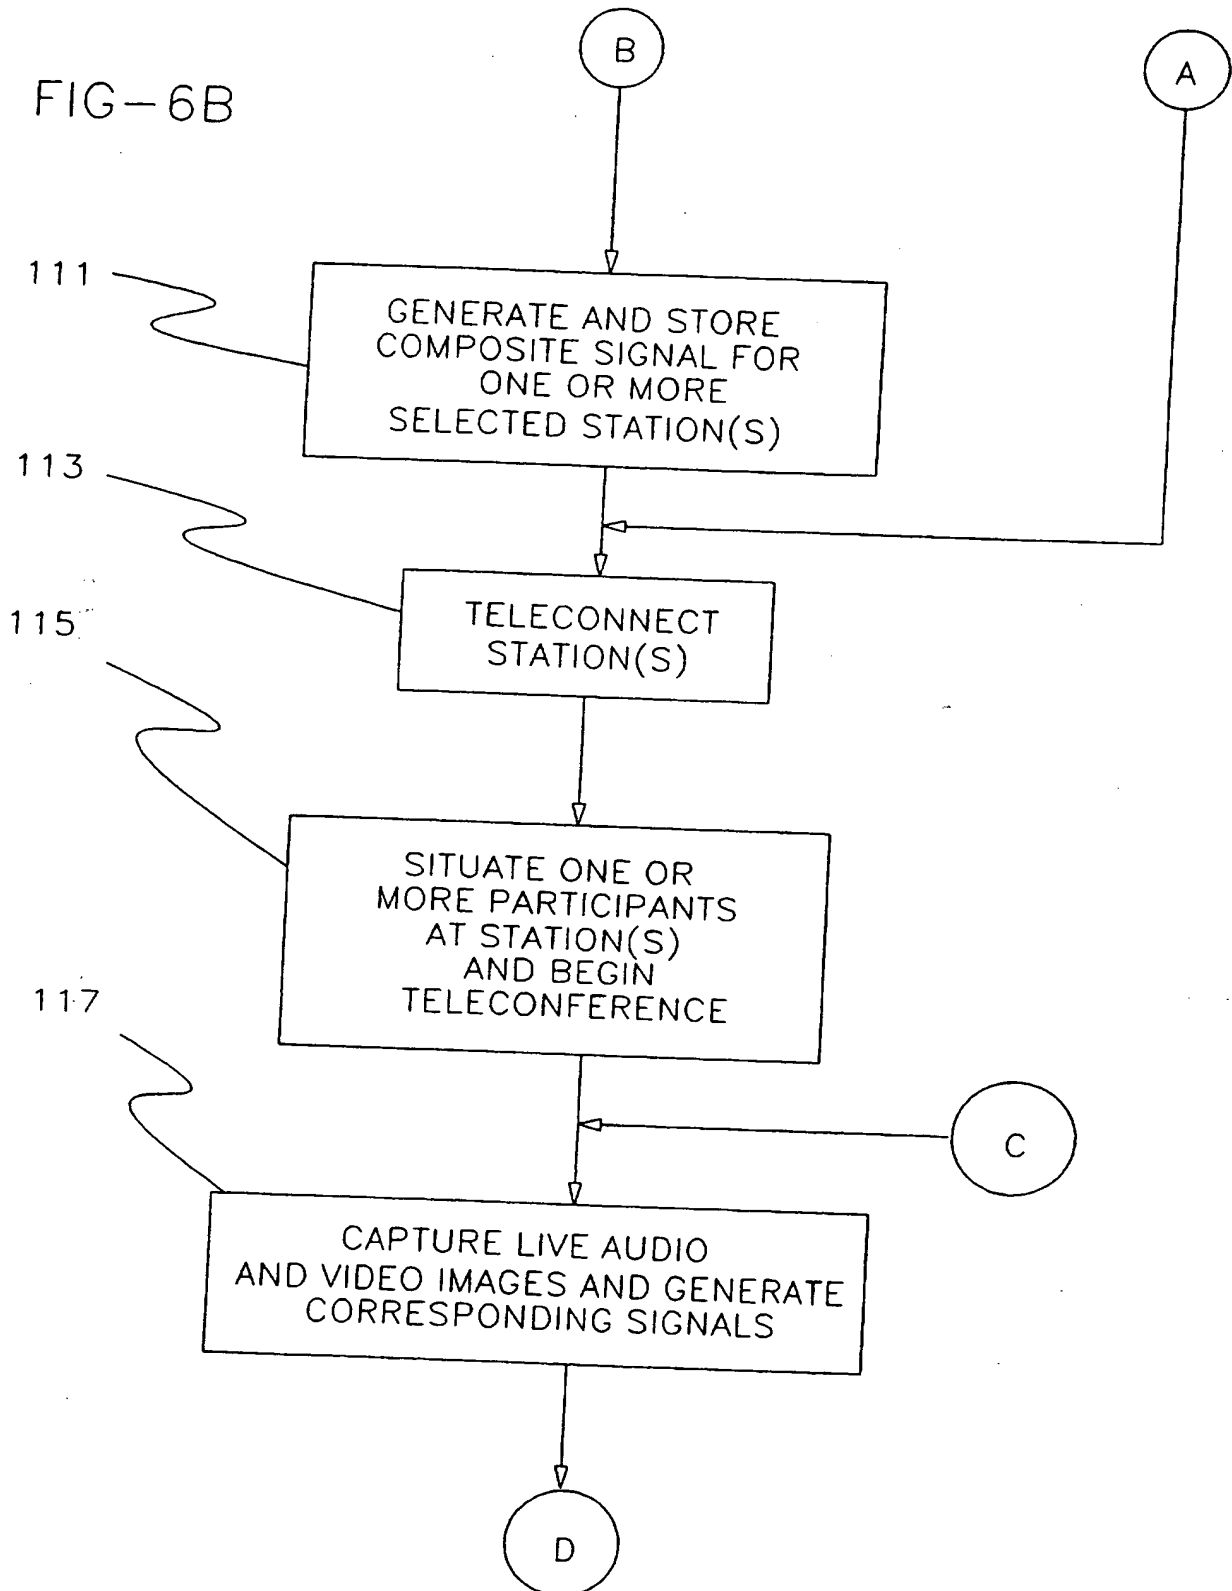 B
A
FIG-6B
111
GENERATE AND STORE
COMPOSITE SIGNAL FOR
ONE OR MORE
SELECTED STATION(S)
113
TELECONNECT
STATION(S)
115
SITUATE ONE OR
MORE PARTICIPANTS
AT STATION(S)
AND BEGIN
TELECONFERENCE
117
C
CAPTURE LIVE AUDIO
AND VIDEO IMAGES AND GENERATE
CORRESPONDING SIGNALS
D